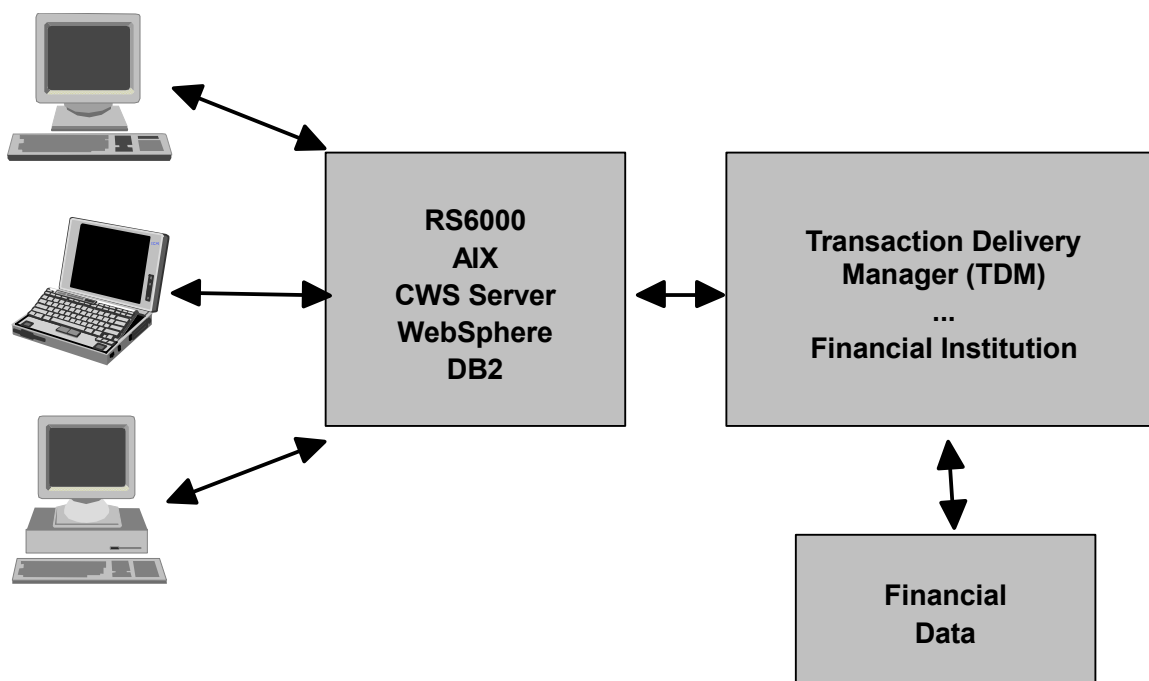 RS6000
AIX
CWS Server
WebSphere
DB2
Transaction Delivery
Manager (TDM)
...
Financial Institution
Financial
Data